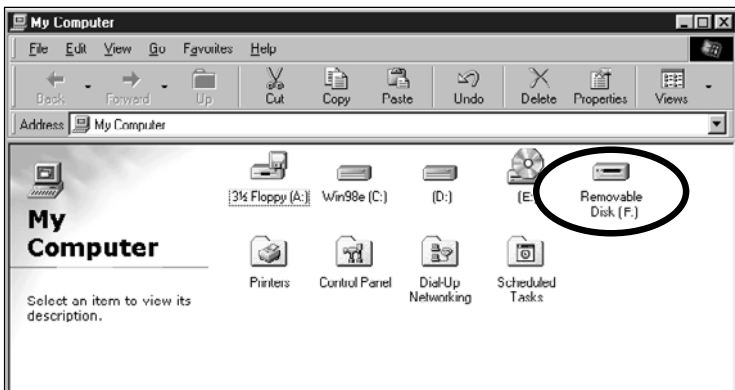 My Computer
File Edit View Go Favorites Help
Back Forward Up Cut Copy Paste Undo Delete Properties Views
Address My Computer
3½ Floppy (A:) Win98e (C:) (D:) (E: Removable
Disk (F:)
My
Computer
Printers Control Panel Dial-Up
Networking Scheduled
Tasks
Select an item to view its
description.